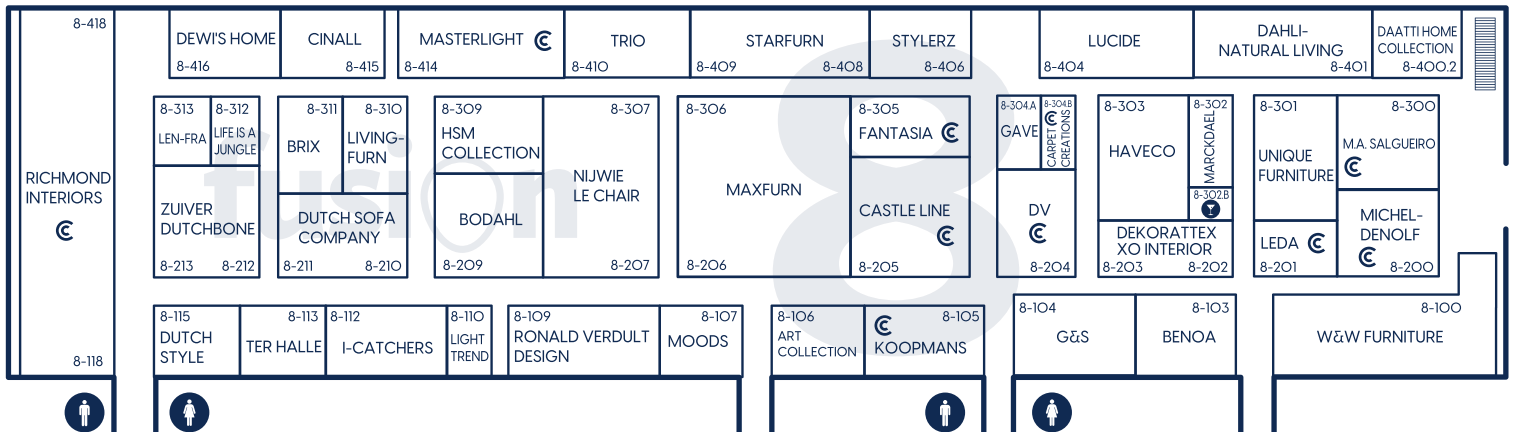 8-418
RICHMOND
INTERIORS
8-118
DEWI'S HOME
8-416
CINALL
8-415
MASTERLIGHT
8-414
TRIO
8-410
STARFURN
8-409
8-408
STYLERZ
8-406
LUCIDE
8-404
DAHLI-
NATURAL LIVING
8-401
DAATTI HOME
COLLECTION
8-400.2
8-313
LEN-FRA
8-312
LIFE IS A
JUNGLE
ZUIVER
DUTCHBONE
8-213
8-212
8-311
BRIX
8-310
LIVING-
FURN
DUTCH SOFA
COMPANY
8-211
8-210
8-309
HSM
COLLECTION
BODAHL
8-209
8-307
NIJWIE
LE CHAIR
8-207
8-306
MAXFURN
8-206
8-305
FANTASIA
CASTLE LINE
8-205
8-304.A
GAVE
8-304.B
CARPET
CREATIONS
DV
8-204
8-303
HAVECO
8-302
MARCKDAEL
8-302.B
DEKORATTEX
XO INTERIOR
8-203
8-202
8-301
UNIQUE
FURNITURE
LEDA
8-201
8-300
M.A. SALGUEIRO
MICHEL-
DENOLF
8-200
fusion
8
8-115
DUTCH
STYLE
8-113
TER HALLE
8-112
I-CATCHERS
8-110
LIGHT
TREND
8-109
RONALD VERDULT
DESIGN
8-107
MOODS
8-106
ART
COLLECTION
8-105
KOOPMANS
8-104
G&S
8-103
BENOA
8-100
W&W FURNITURE